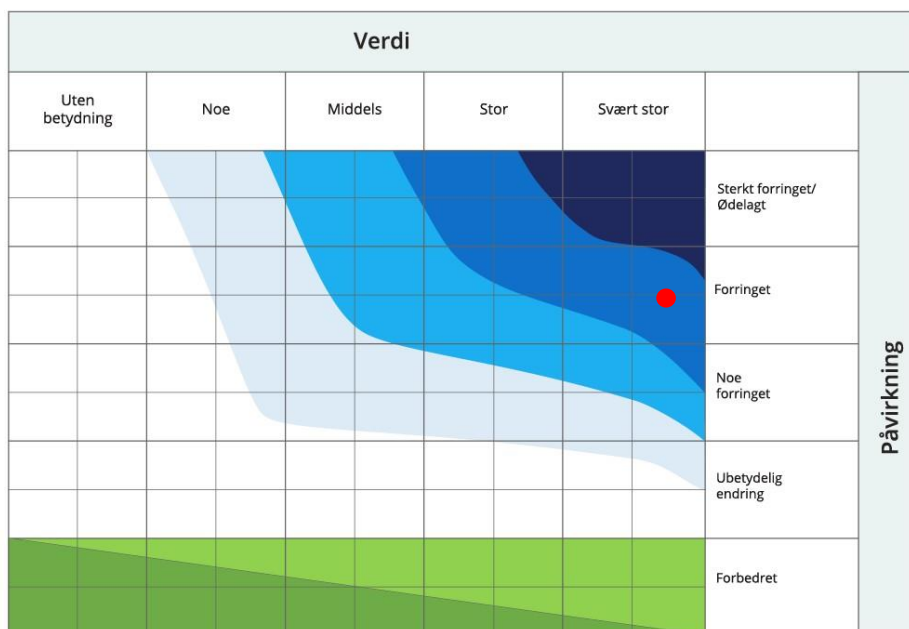 Verdi
Uten
betydning
Noe
Middels
Stor
Svært stor
Sterkt forringet/
Ødelagt
Forringet
Noe
forringet
Ubetydelig
endring
Forbedret
Påvirkning